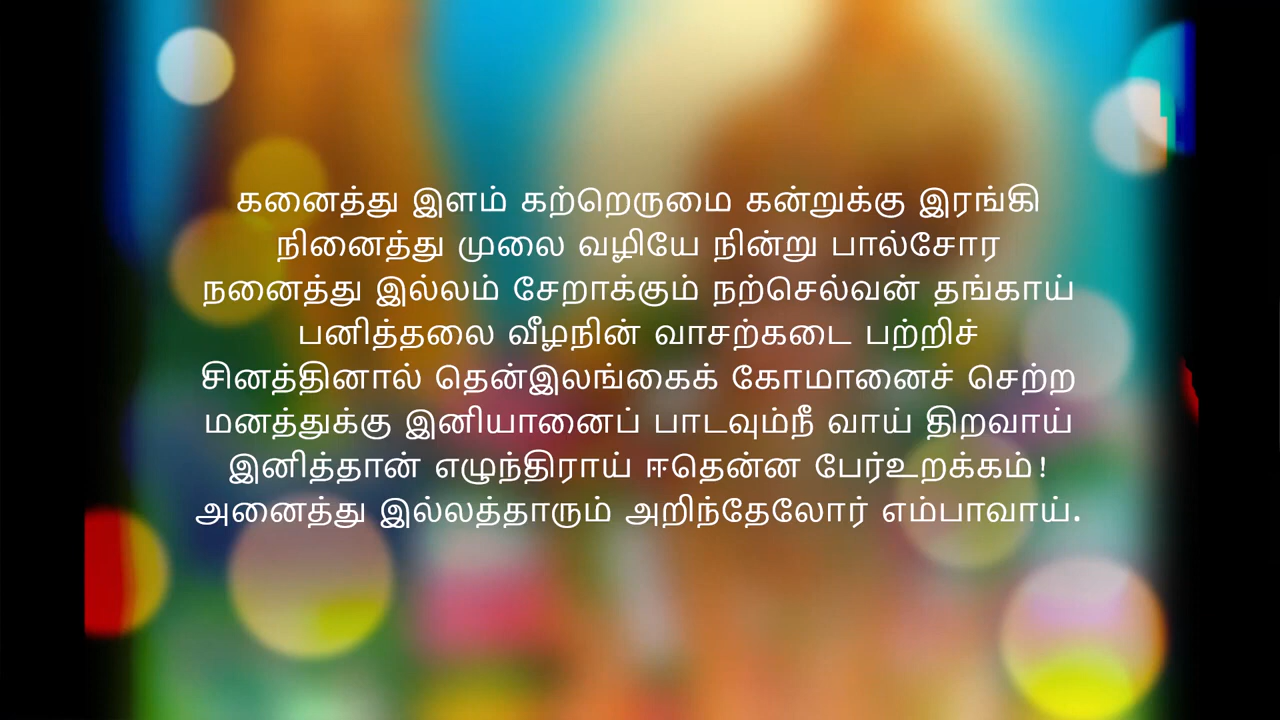 கனைத்து இளம் கற்றெருமை கன்றுக்கு இரங்கி
நினைத்து முலை வழியே நின்று பால்சோர
நனைத்து இல்லம் சேறாக்கும் நற்செல்வன் தங்காய்
பனித்தலை வீழநின் வாசற்கடை பற்றிச்
சினத்தினால் தென்இலங்கைக் கோமானைச் செற்ற
மனத்துக்கு இனியானைப் பாடவும்நீ வாய் திறவாய்
இனித்தான் எழுந்திராய் ஈதென்ன பேர்உறக்கம்!
அனைத்து இல்லத்தாரும் அறிந்தேலோர் எம்பாவாய்.